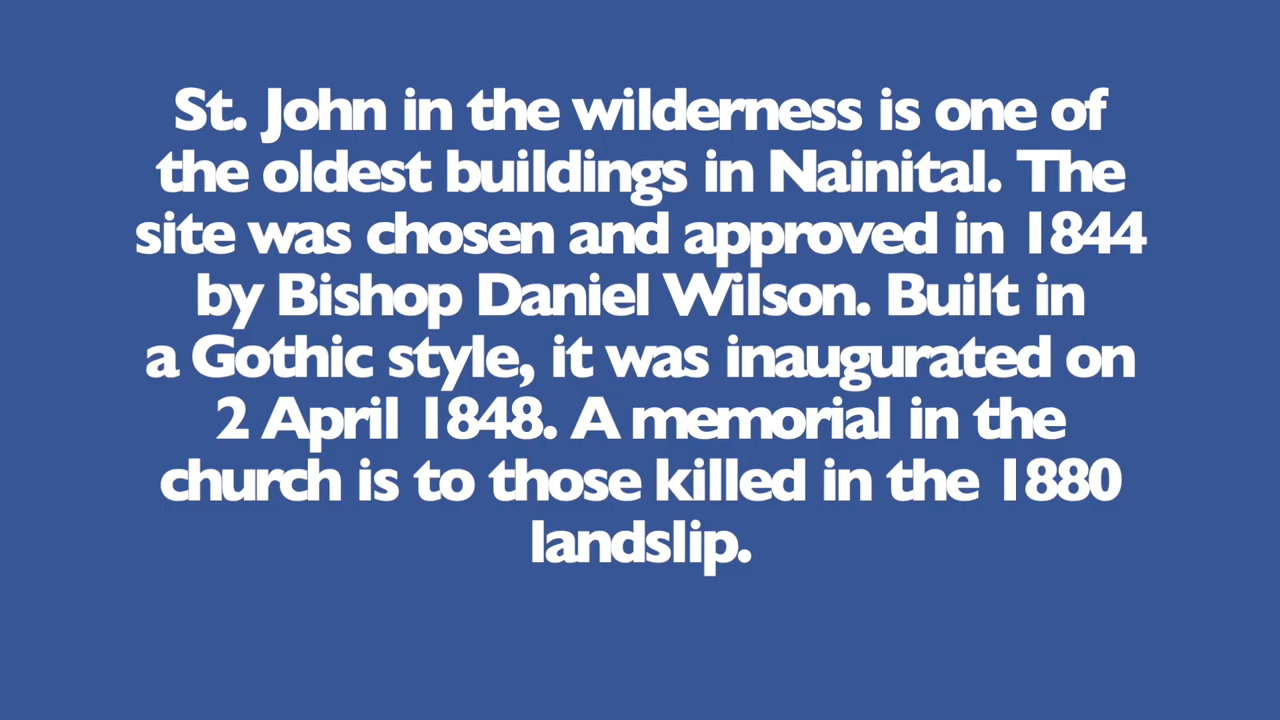 St. John in the wilderness is one of
the oldest buildings in Nainital. The
site was chosen and approved in 1844
by Bishop Daniel Wilson. Built in
a Gothic style, it was inaugurated on
2 April 1848. A memorial in the
church is to those killed in the 1880
landslip.